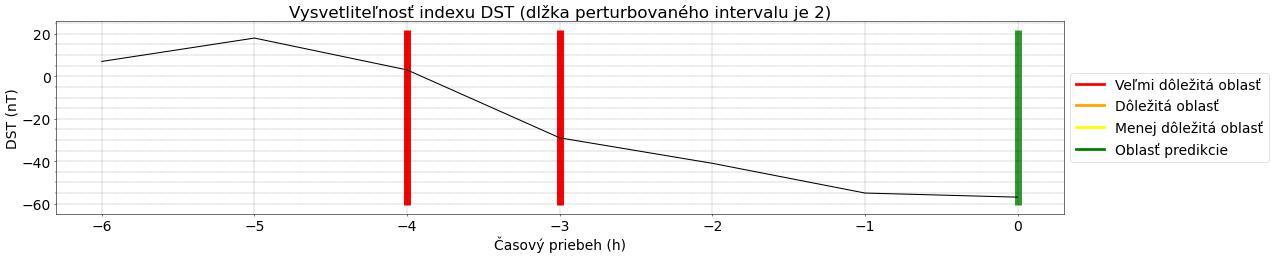 Vysvetliteľnosť indexu DST (dĺžka perturbovaného intervalu je 2)
20
0
−20
−40
−60
DST (nT)
−6 −5 −4 −3 −2 −1 0
Časový priebeh (h)
Veľmi dôležitá oblasť
Dôležitá oblasť
Menej dôležitá oblasť
Oblasť predikcie